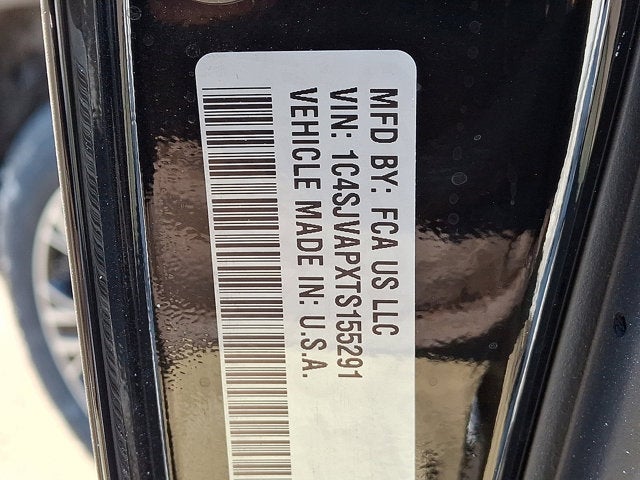 MFD BY: FCA US LLC
VIN: 1C4SJVAPXTS155291
VEHICLE MADE IN: U.S.A.